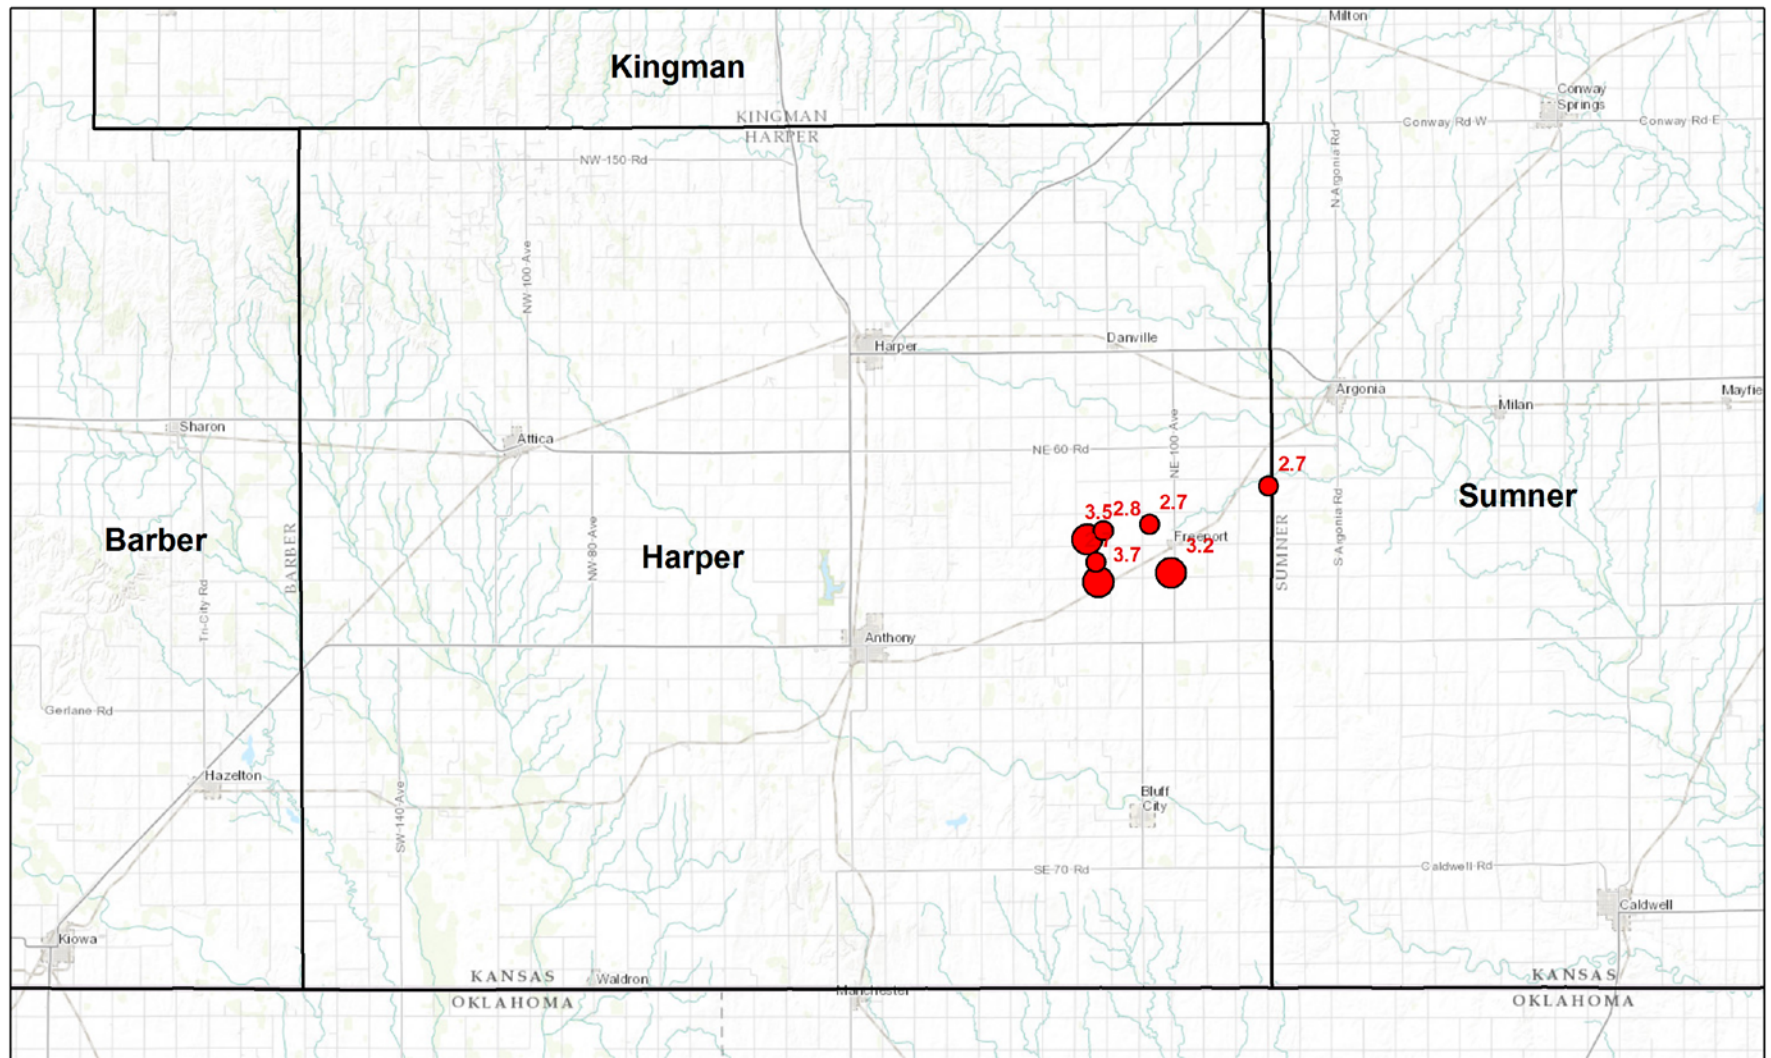 Milton
Kingman
Conway
Springs
KINGMAN
HARPER
Conway Rd W
Conway Rd E
NW 150 Rd
N Argonia Rd
NW 100 Ave
Harper
Danville
Argonia
Milan
Sharon
Attica
NE 60 Rd
NE 100 Ave
2.7
Sumner
3.5
2.8
2.7
Barber
BARBER
NW 80 Ave
Harper
Freeport
3.2
3.7
SUMNER
S Argonia Rd
Tri-City Rd
Anthony
Gerlane Rd
Hazelton
SW 140 Ave
Bluff
City
SE 70 Rd
Caldwell Rd
Caldwell
Kiowa
KANSAS
OKLAHOMA
Waldron
Manchester
KANSAS
OKLAHOMA